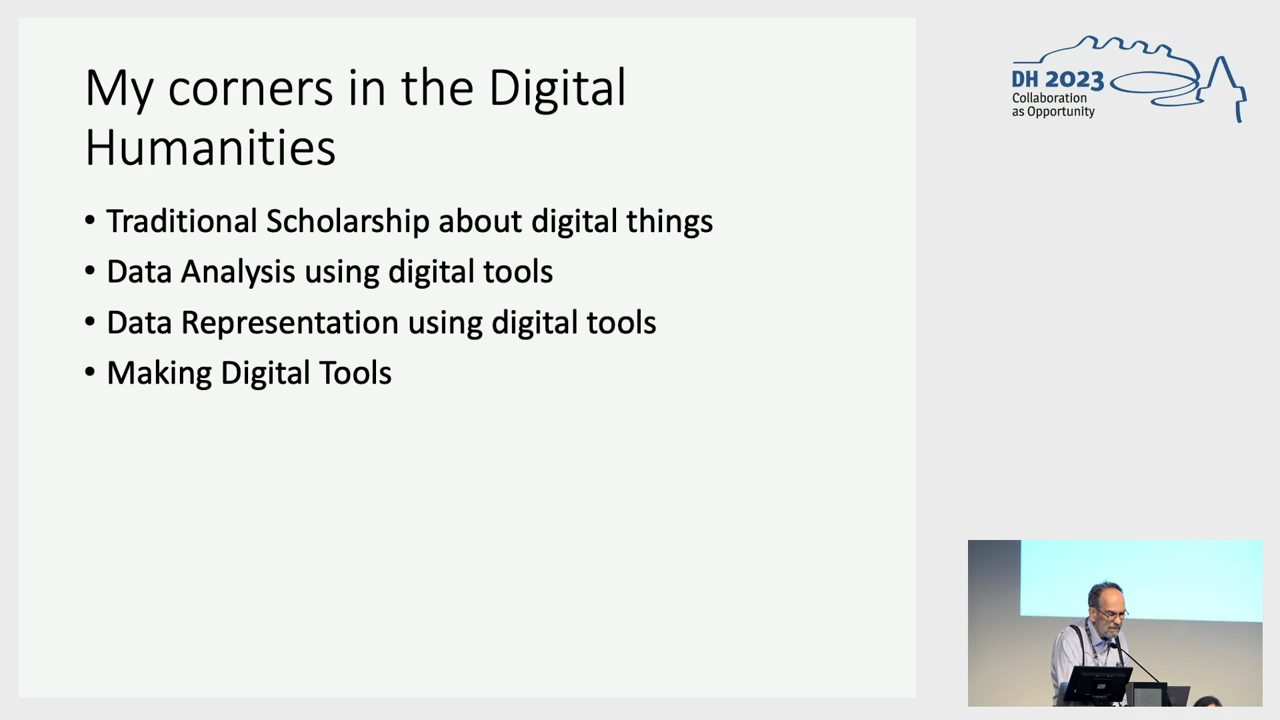 My corners in the Digital
Humanities
• Traditional Scholarship about digital things
• Data Analysis using digital tools
• Data Representation using digital tools
• Making Digital Tools
DH 2023
Collaboration
as Opportunity